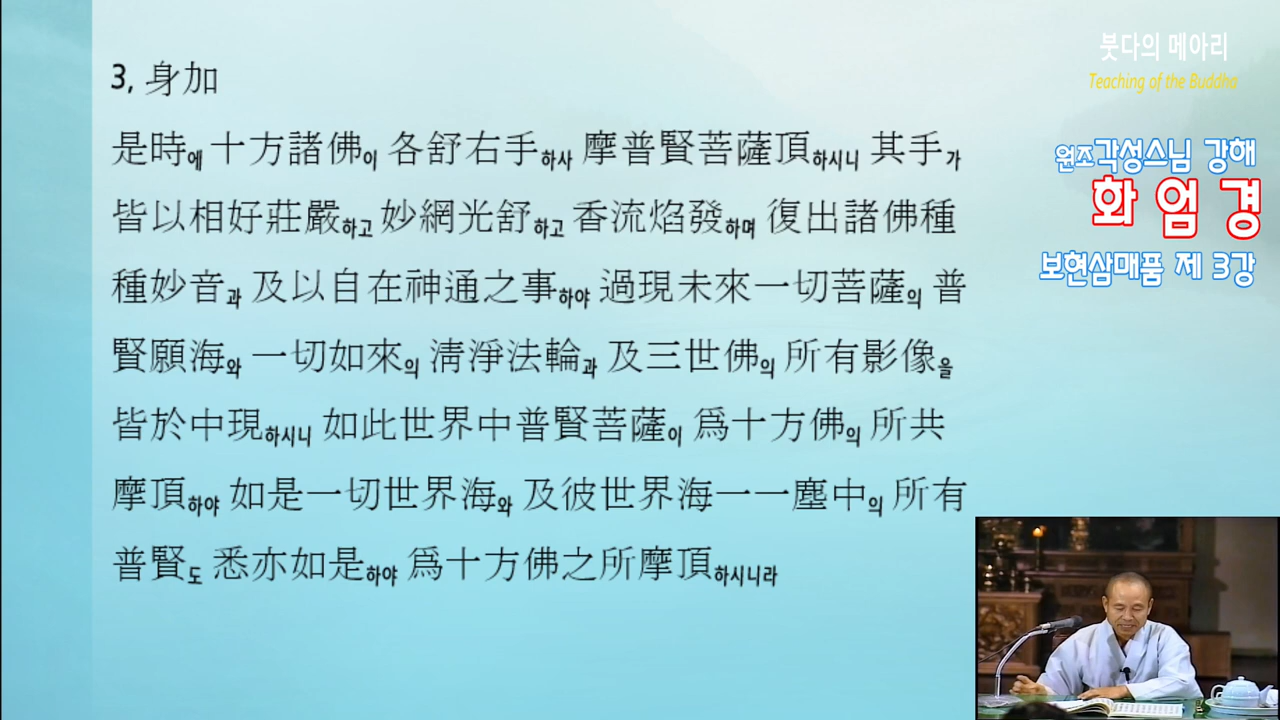 3, 身加
是時에 十方諸佛이 各舒右手하사 摩普賢菩薩頂하시니 其手가
皆以相好莊嚴하고 妙網光舒하고 香流焰發하며 復出諸佛種
種妙音과 及以自在神通之事하야 過現未來一切菩薩의 普
賢願海와 一切如來의 淸淨法輪과 及三世佛의 所有影像을
皆於中現하시니 如此世界中普賢菩薩이 爲十方佛의 所共
摩頂하야 如是一切世界海와 及彼世界海一一塵中의 所有
普賢도 悉亦如是하야 爲十方佛之所摩頂하시니라
붓다의 메아리
Teaching of the Buddha
원조각성스님 강해
화엄경
보현삼매품 제 3강